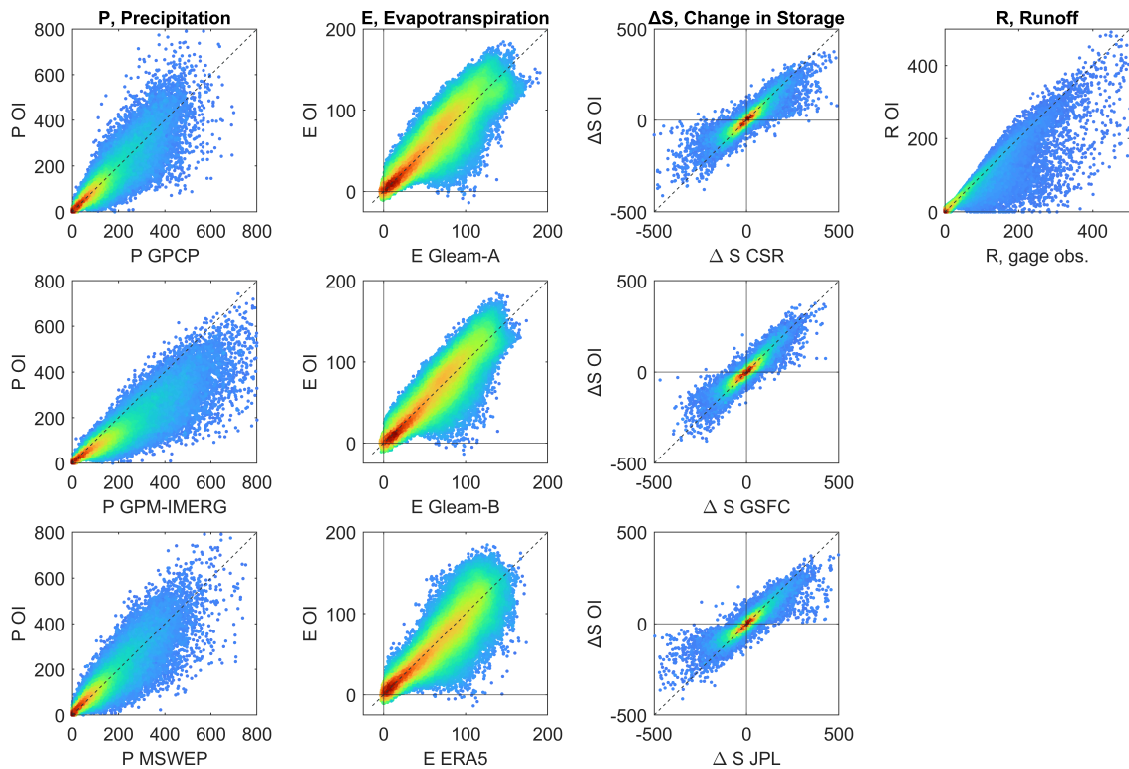 P, Precipitation
E, Evapotranspiration
ΔS, Change in Storage
R, Runoff
800
600
400
200
0
P OI
0 200 400 600 800
P GPCP
200
100
0
E OI
0 100 200
E Gleam-A
500
0
-500
ΔS OI
-500 0 500
Δ S CSR
400
200
0
R OI
0 200 400
R, gage obs.
800
600
400
200
0
P OI
0 200 400 600 800
P GPM-IMERG
200
100
0
E OI
0 100 200
E Gleam-B
500
0
-500
ΔS OI
-500 0 500
Δ S GSFC
800
600
400
200
0
P OI
0 200 400 600 800
P MSWEP
200
100
0
E OI
0 100 200
E ERA5
500
0
-500
ΔS OI
-500 0 500
Δ S JPL